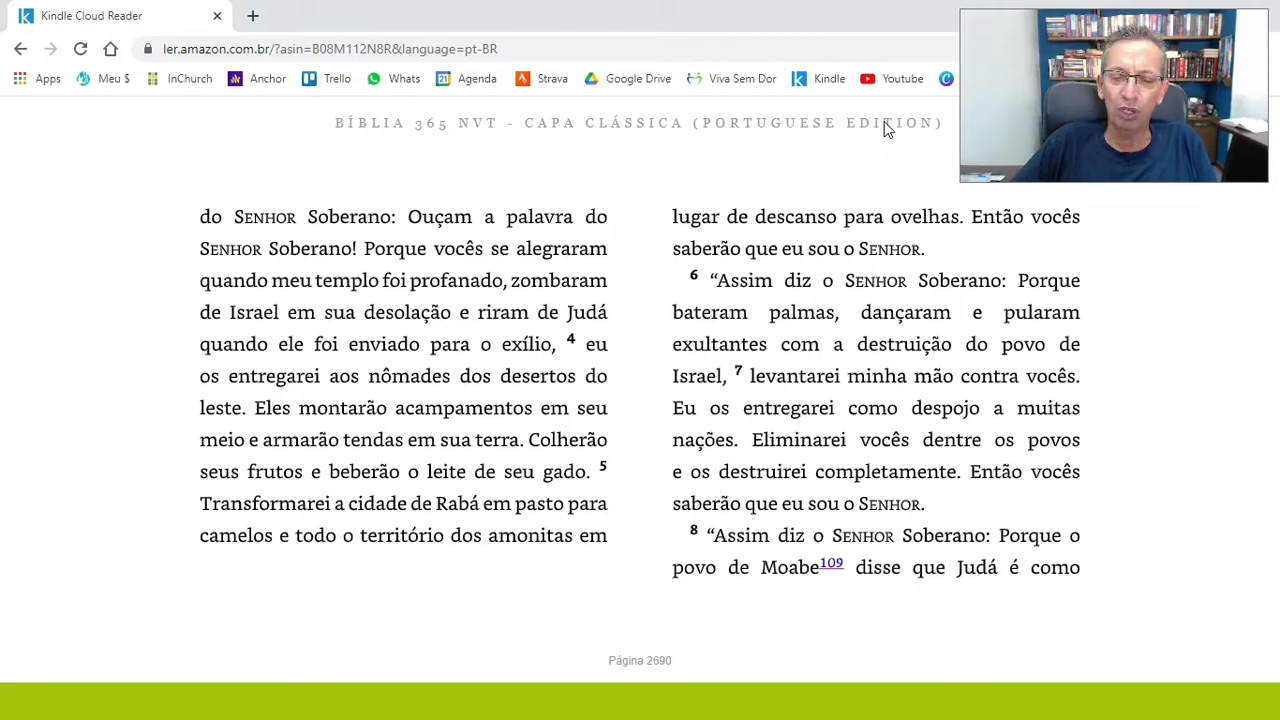 Kindle Cloud Reader
ler.amazon.com.br/?asin=B08M112N8R&language=pt-BR
Apps
Meu $
InChurch
Anchor
Trello
Whats
Agenda
Strava
Google Drive
Viva Sem Dor
Kindle
Youtube
BÍBLIA 365 NVT - CAPA CLÁSSICA (PORTUGUESE EDITION)
do SENHOR Soberano: Ouçam a palavra do
SENHOR Soberano! Porque vocês se alegraram
quando meu templo foi profanado, zombaram
de Israel em sua desolação e riram de Judá
quando ele foi enviado para o exílio, 4 eu
os entregarei aos nômades dos desertos do
leste. Eles montarão acampamentos em seu
meio e armarão tendas em sua terra. Colherão
seus frutos e beberão o leite de seu gado. 5
Transformarei a cidade de Rabá em pasto para
camelos e todo o território dos amonitas em
lugar de descanso para ovelhas. Então vocês
saberão que eu sou o SENHOR.
6 “Assim diz o SENHOR Soberano: Porque
bateram palmas, dançaram e pularam
exultantes com a destruição do povo de
Israel, 7 levantarei minha mão contra vocês.
Eu os entregarei como despojo a muitas
nações. Eliminarei vocês dentre os povos
e os destruirei completamente. Então vocês
saberão que eu sou o SENHOR.
8 “Assim diz o SENHOR Soberano: Porque o
povo de Moabe109 disse que Judá é como
Página 2690